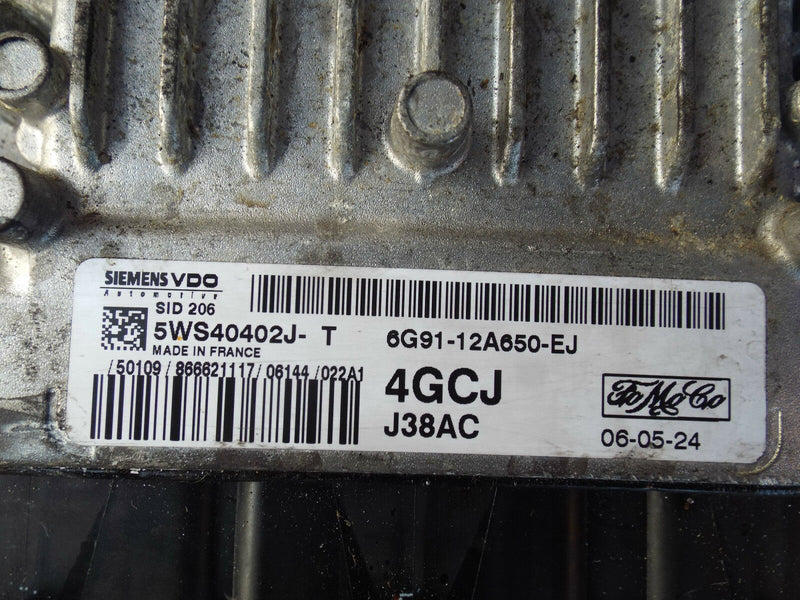 SIEMENS VDO
Automotive
SID 206
5WS40402J- T
6G91-12A650-EJ
MADE IN FRANCE
/50109/866621117/06144/022A1
4GCJ
J38AC
FoMoCo
06-05-24